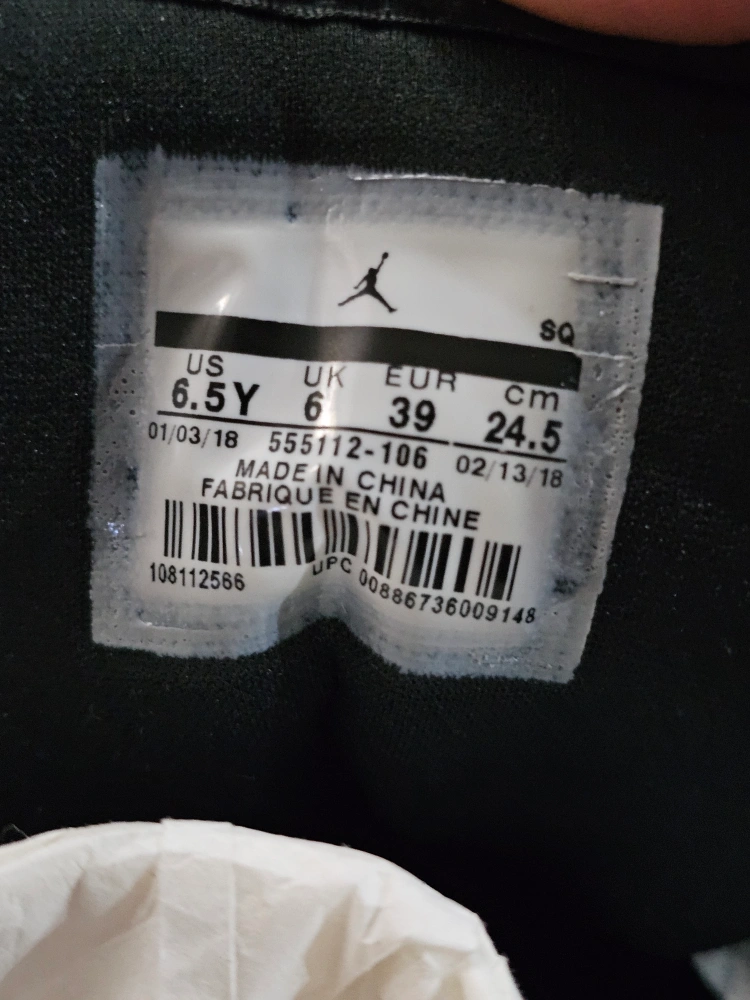 SQ
US UK EUR cm
6.5Y 6 39 24.5
01/03/18 555112-106 02/13/18
MADE IN CHINA
FABRIQUE EN CHINE
108112566 UPC 00886736009148